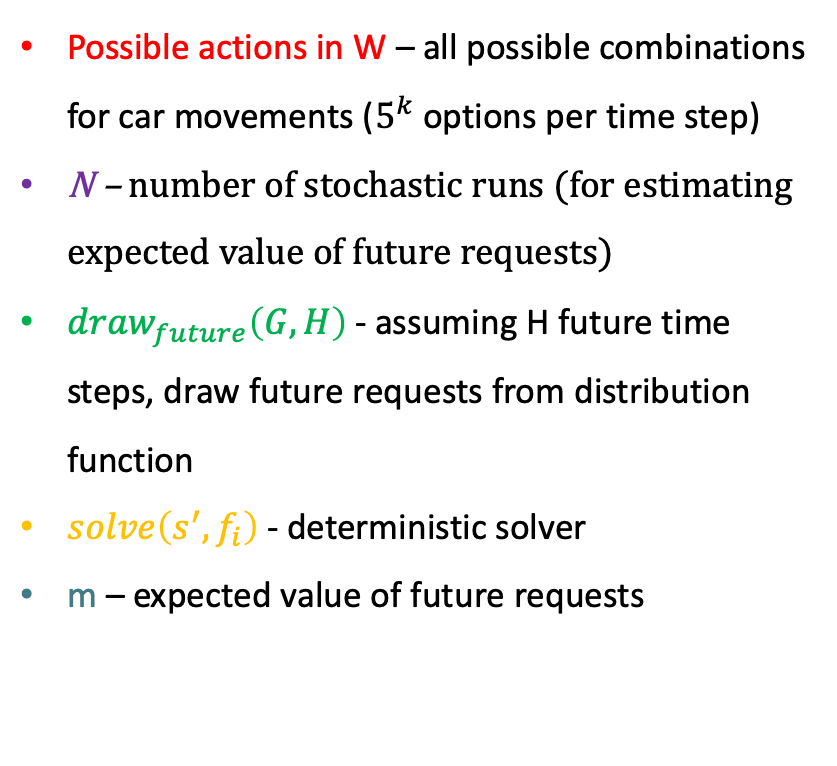 • Possible actions in W – all possible combinations
for car movements (5^k options per time step)
• N – number of stochastic runs (for estimating
expected value of future requests)
• draw_future(G, H) - assuming H future time
steps, draw future requests from distribution
function
• solve(s′, f_i) - deterministic solver
• m – expected value of future requests